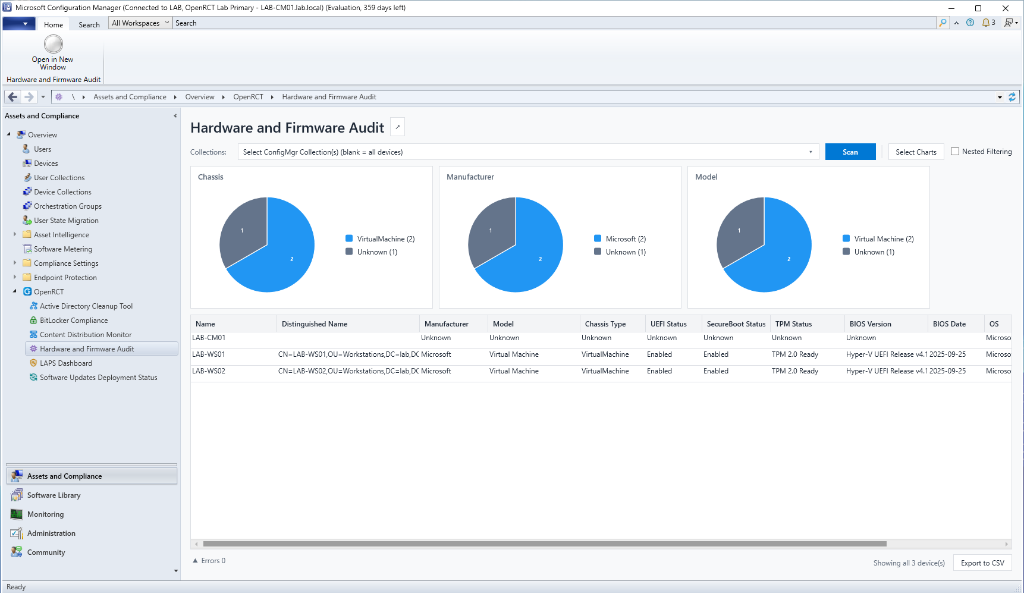 Microsoft Configuration Manager (Connected to LAB, OpenRCT Lab Primary - LAB-CM01.lab.local) (Evaluation, 359 days left)
Home Search All Workspaces Search 3
Open in New
Window
Hardware and Firmware Audit
\ Assets and Compliance Overview OpenRCT Hardware and Firmware Audit
Assets and Compliance
Overview
Users
Devices
User Collections
Device Collections
Orchestration Groups
User State Migration
Asset Intelligence
Software Metering
Compliance Settings
Endpoint Protection
OpenRCT
Active Directory Cleanup Tool
BitLocker Compliance
Content Distribution Monitor
Hardware and Firmware Audit
LAPS Dashboard
Software Updates Deployment Status
Assets and Compliance
Software Library
Monitoring
Administration
Community
Hardware and Firmware Audit
Collections: Select ConfigMgr Collection(s) (blank = all devices) Scan Select Charts Nested Filtering
Chassis
1
2
VirtualMachine (2)
Unknown (1)
Manufacturer
1
2
Microsoft (2)
Unknown (1)
Model
1
2
Virtual Machine (2)
Unknown (1)
Name Distinguished Name Manufacturer Model Chassis Type UEFI Status SecureBoot Status TPM Status BIOS Version BIOS Date OS
LAB-CM01 Unknown Unknown Unknown Unknown Unknown Unknown Unknown Microso
LAB-WS01 CN=LAB-WS01,OU=Workstations,DC=lab,DC Microsoft Virtual Machine VirtualMachine Enabled Enabled TPM 2.0 Ready Hyper-V UEFI Release v4.1 2025-09-25 Microso
LAB-WS02 CN=LAB-WS02,OU=Workstations,DC=lab,DC Microsoft Virtual Machine VirtualMachine Enabled Enabled TPM 2.0 Ready Hyper-V UEFI Release v4.1 2025-09-25 Microso
Errors 0
Showing all 3 device(s) Export to CSV
Ready